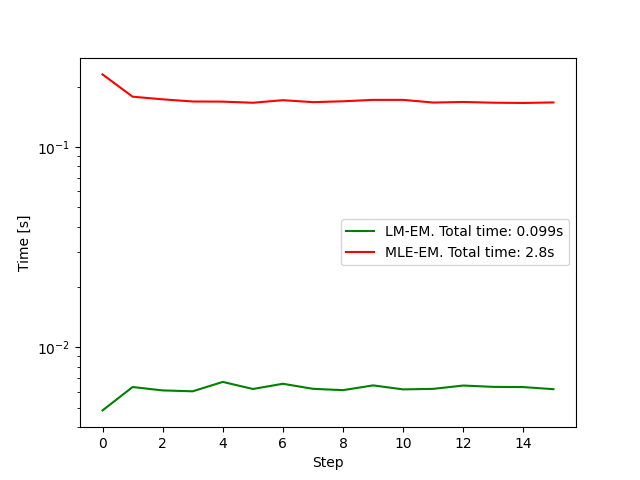 10⁻¹
10⁻²
Time [s]
LM-EM. Total time: 0.099s
MLE-EM. Total time: 2.8s
0 2 4 6 8 10 12 14
Step